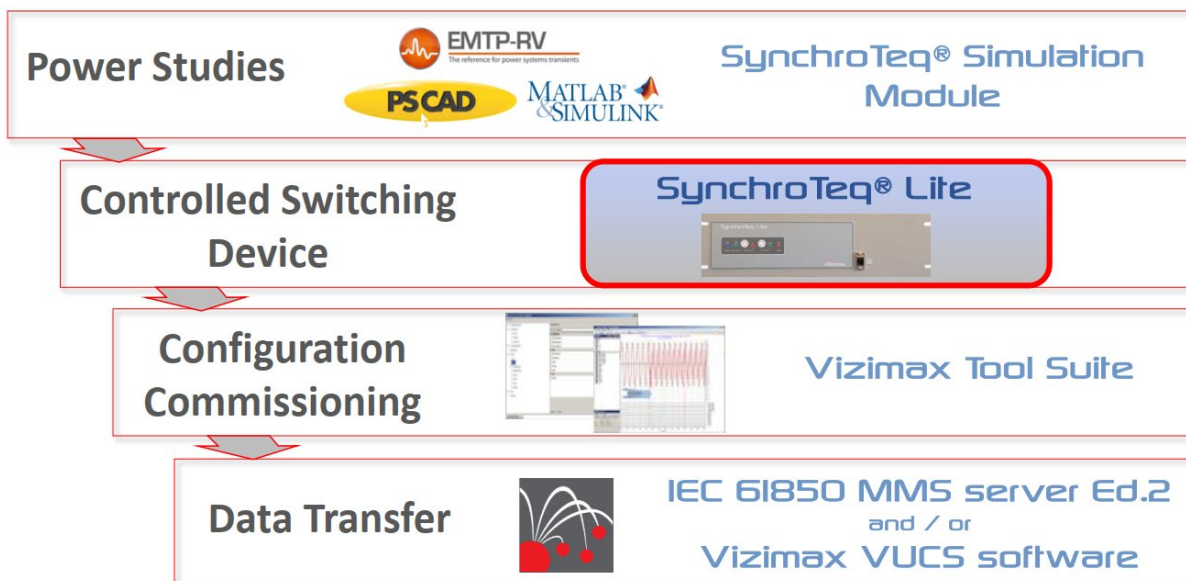 Power Studies
EMTP-RV
The reference for power systems transients
PSCAD
MATLAB®
&SIMULINK®
SynchroTeq® Simulation
Module
Controlled Switching
Device
SynchroTeq® Lite
SynchroTeq Lite
Configuration
Commissioning
Vizimax Tool Suite
Data Transfer
IEC 61850 MMS server Ed.2
and / or
Vizimax VUCS software